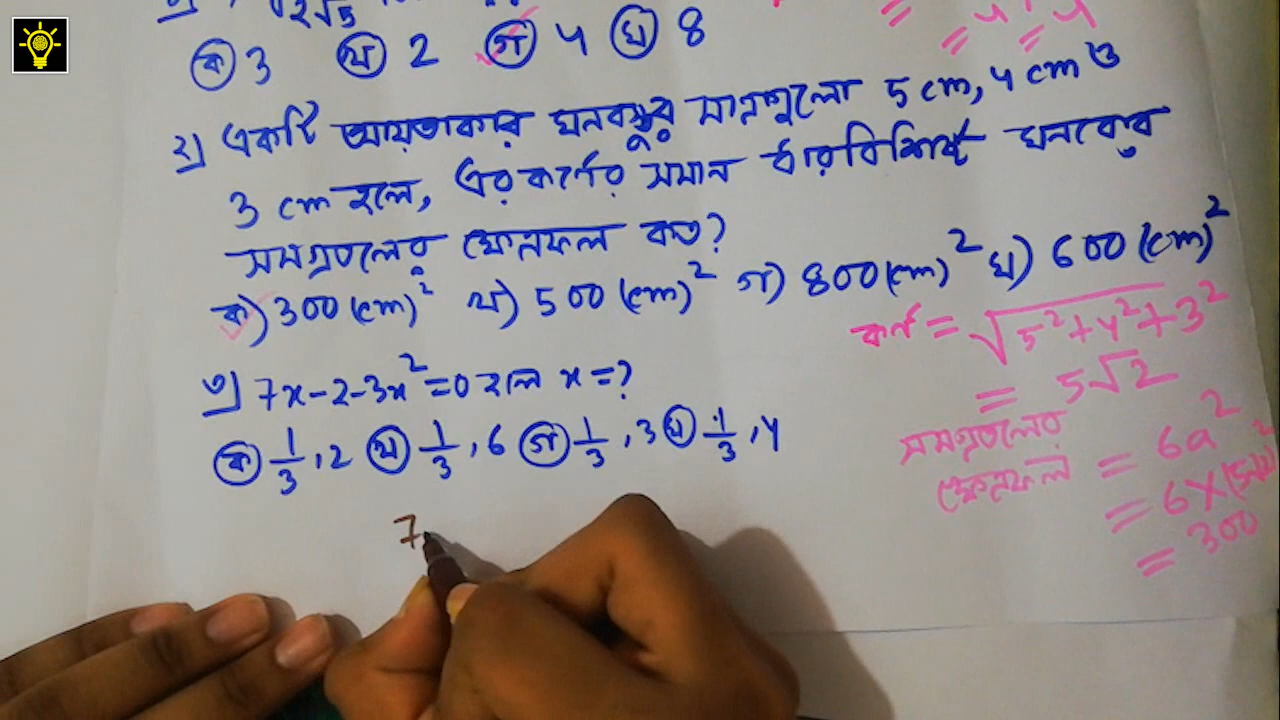 2√5
ক 3 খ 2 গ 4 ঘ 8
২) একটি আয়তাকার ঘনবস্তুর মাত্রাগুলো 5 cm, 4 cm ও
3 cm হলে, এর কর্ণের সমান ধারবিশিষ্ট ঘনকের
সমগ্রতলের ক্ষেত্রফল কত?
ক) 300 (cm)² খ) 500 (cm)² গ) 800 (cm)² ঘ) 600 (cm)²
কর্ণ = √5²+4²+3²
= 5√2
সমগ্রতলের
ক্ষেত্রফল = 6a²
= 6×(5√2)²
= 300
৩) 7x-2-3x²=0 হলে x=?
ক 1/3, 2 খ 1/3, 6 গ 1/3, 3 ঘ 1/3, 4
7